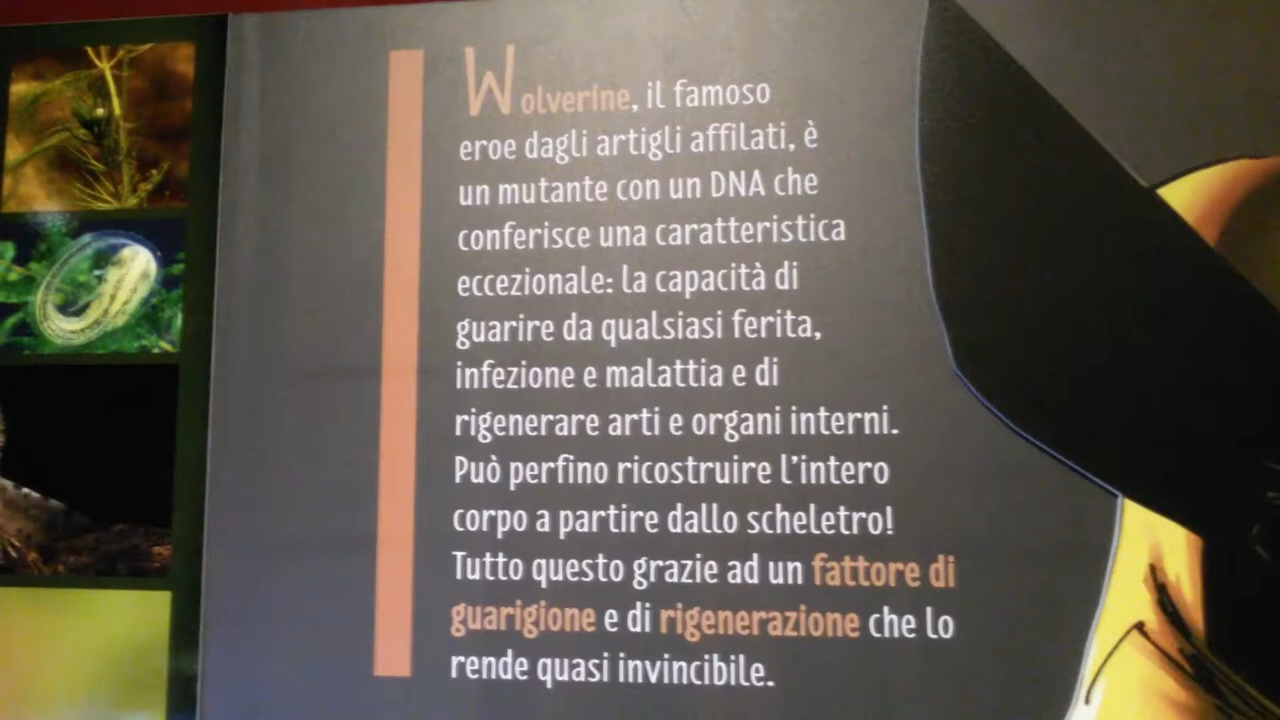 Wolverine, il famoso
eroe dagli artigli affilati, è
un mutante con un DNA che
conferisce una caratteristica
eccezionale: la capacità di
guarire da qualsiasi ferita,
infezione e malattia e di
rigenerare arti e organi interni.
Può perfino ricostruire l'intero
corpo a partire dallo scheletro!
Tutto questo grazie ad un fattore di
guarigione e di rigenerazione che lo
rende quasi invincibile.